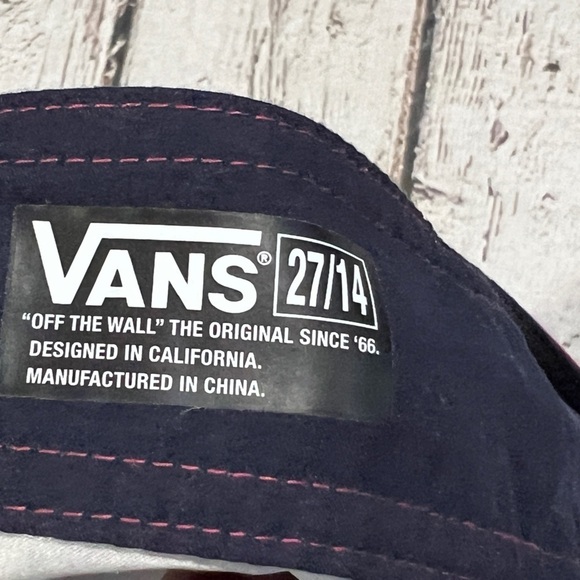 VANS® 27/14
“OFF THE WALL” THE ORIGINAL SINCE ‘66.
DESIGNED IN CALIFORNIA.
MANUFACTURED IN CHINA.